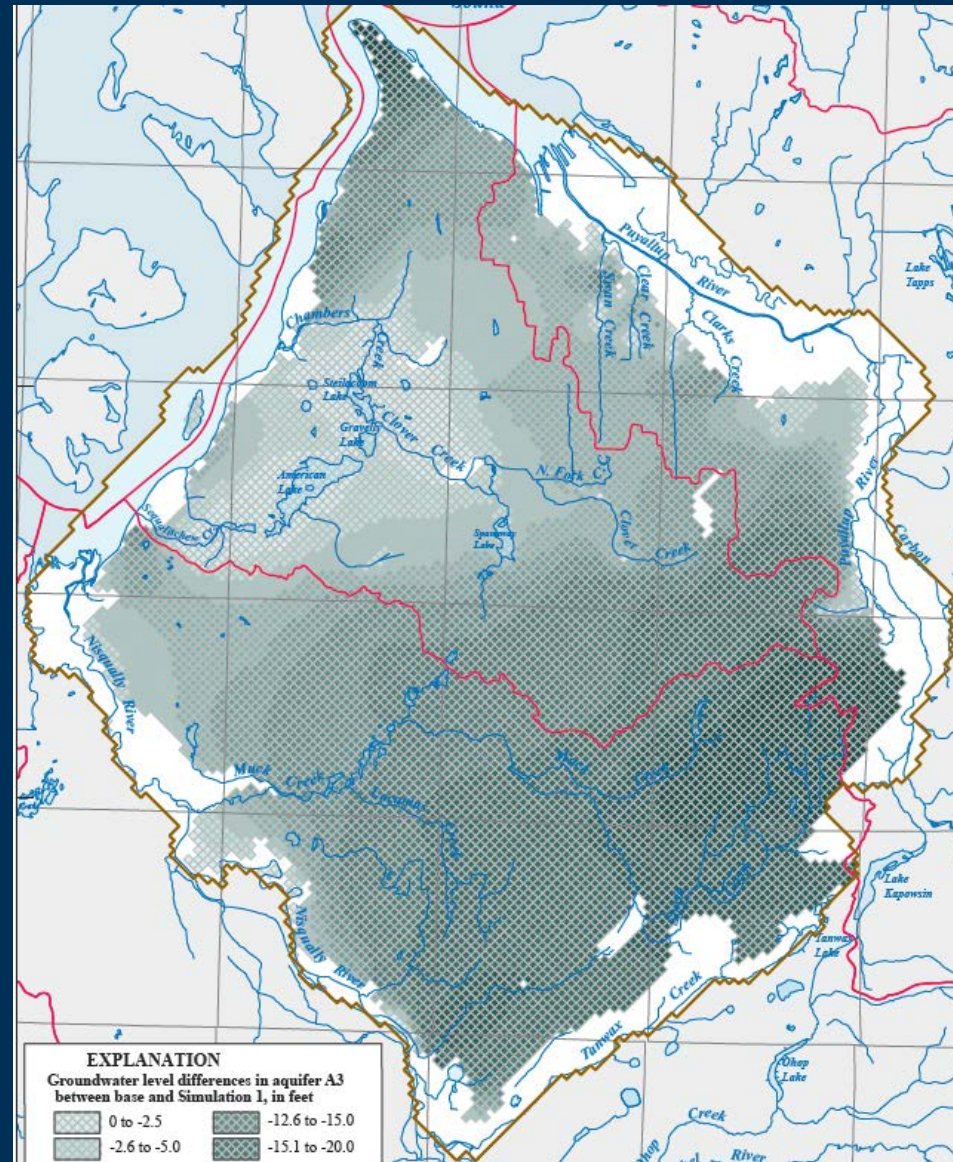 Sound
Puyallup
River
Lake
Tapps
Swan Creek
Clear Creek
Clarks
Creek
Chambers
Creek
Steilacoom
Lake
Gravelly
Lake
Clover
Creek
American
Lake
N. Fork C.
Clover
Creek
Sequalitchew C.
Spanaway
Lake
River
Puyallup
Carbon
Nisqually
River
Muck
Creek
Lacamas
Creek
Muck
Creek
Nisqually
River
Lake
Kapowsin
Tanwax
Lake
Tanwax
Creek
Ohop
Lake
Creek
River
EXPLANATION
Groundwater level differences in aquifer A3
between base and Simulation 1, in feet
0 to -2.5
-12.6 to -15.0
-2.6 to -5.0
-15.1 to -20.0